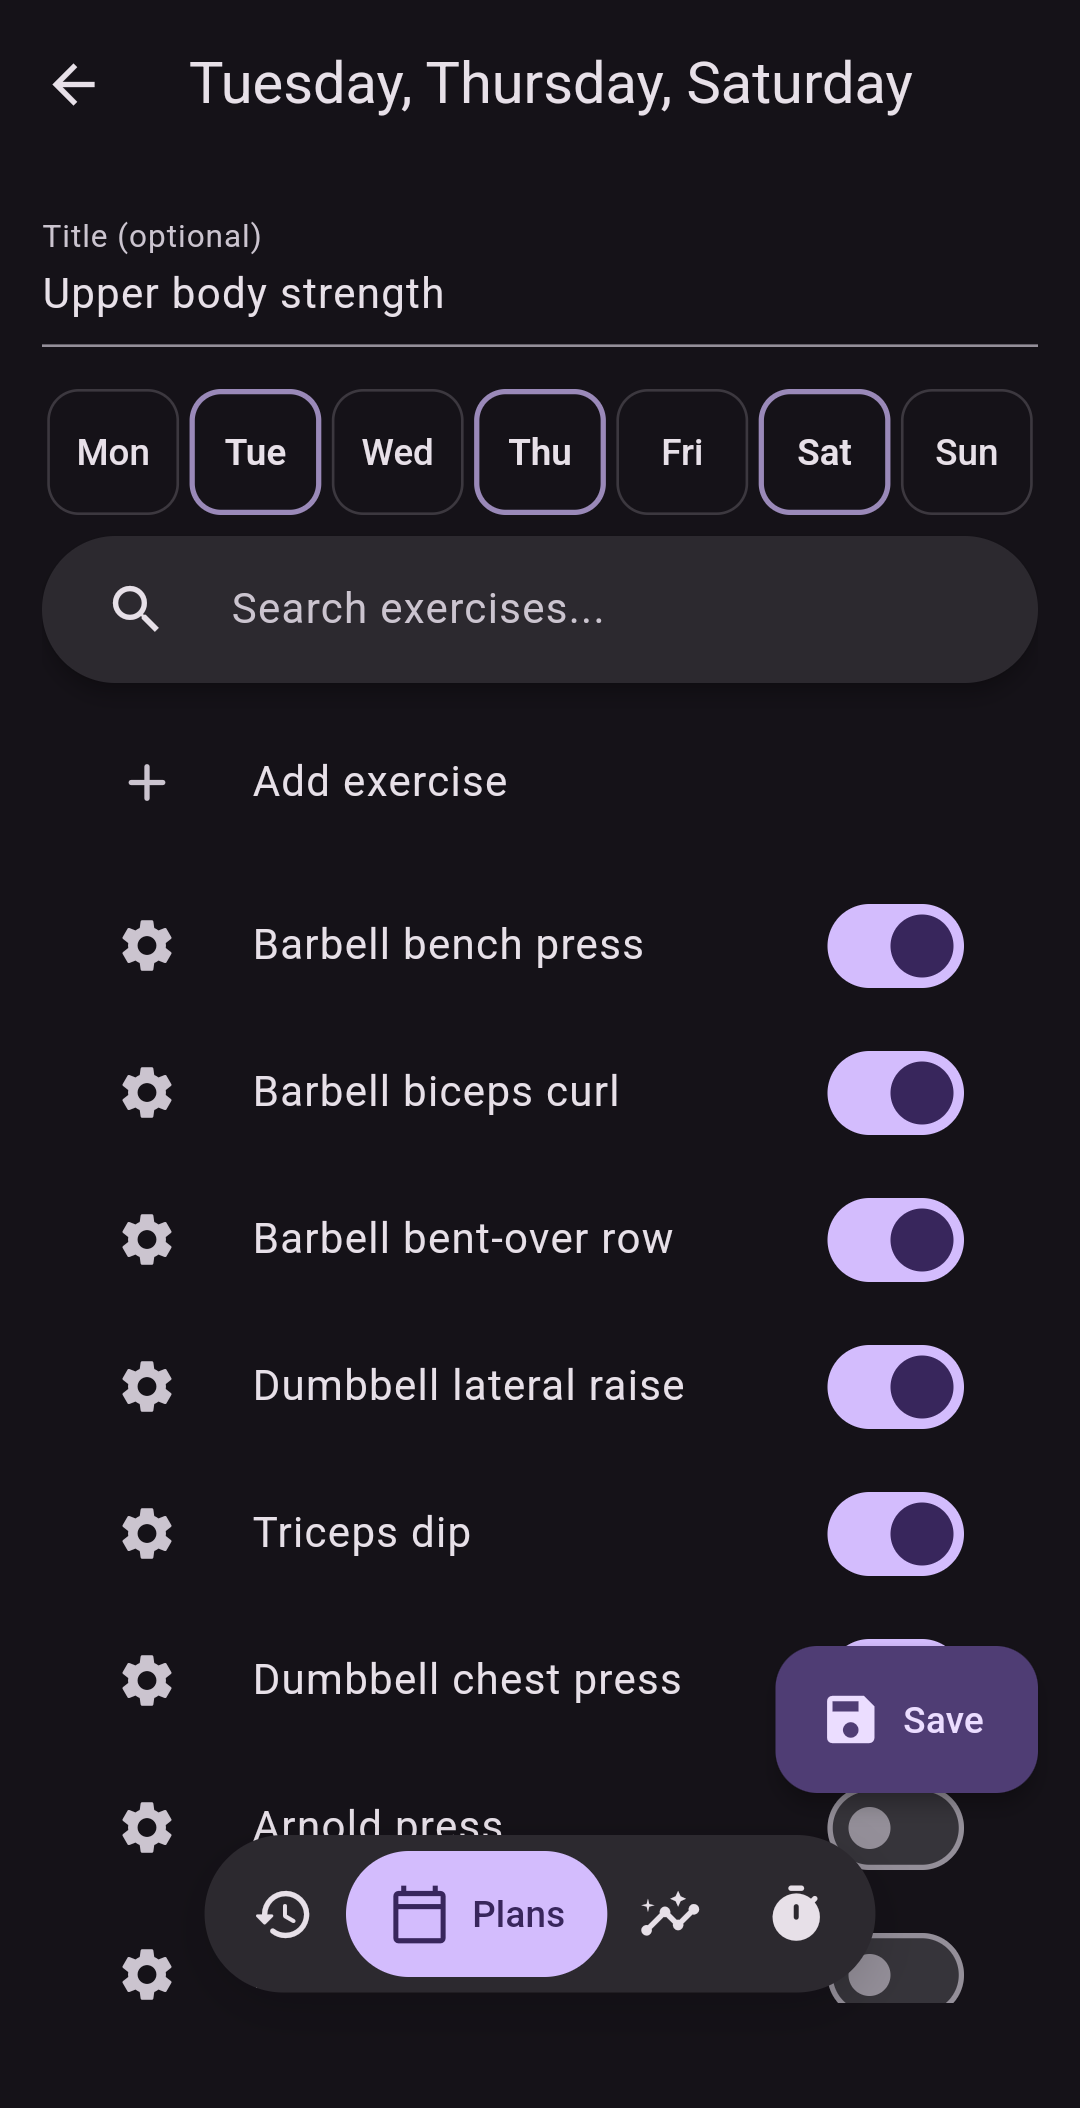 Tuesday, Thursday, Saturday
Title (optional)
Upper body strength
Mon Tue Wed Thu Fri Sat Sun
Search exercises...
Add exercise
Barbell bench press
Barbell biceps curl
Barbell bent-over row
Dumbbell lateral raise
Triceps dip
Dumbbell chest press
Save
Arnold press
Plans